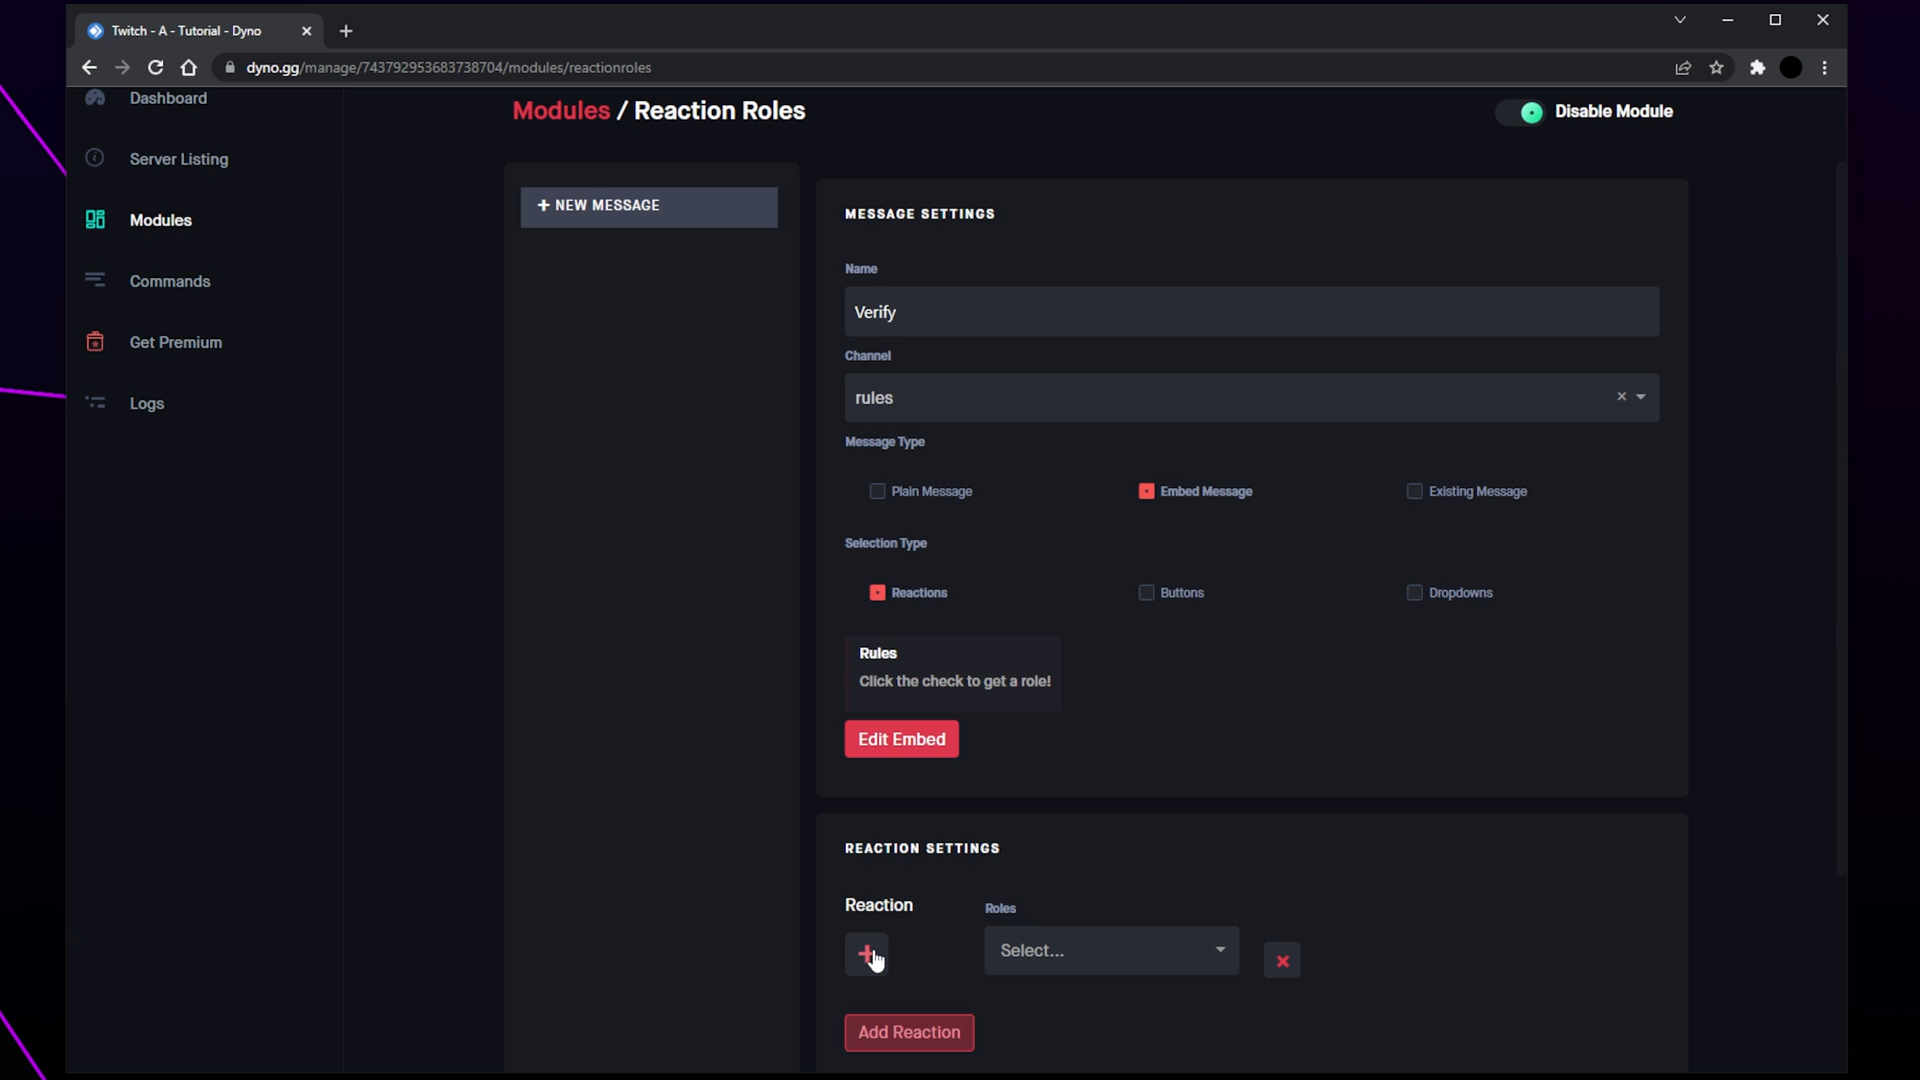 Twitch - A - Tutorial - Dyno
dyno.gg/manage/743792953683738704/modules/reactionroles
Dashboard
Server Listing
Modules
Commands
Get Premium
Logs
Modules / Reaction Roles
Disable Module
+ NEW MESSAGE
MESSAGE SETTINGS
Name
Verify
Channel
rules
Message Type
Plain Message
Embed Message
Existing Message
Selection Type
Reactions
Buttons
Dropdowns
Rules
Click the check to get a role!
Edit Embed
REACTION SETTINGS
Reaction
Roles
Select...
Add Reaction